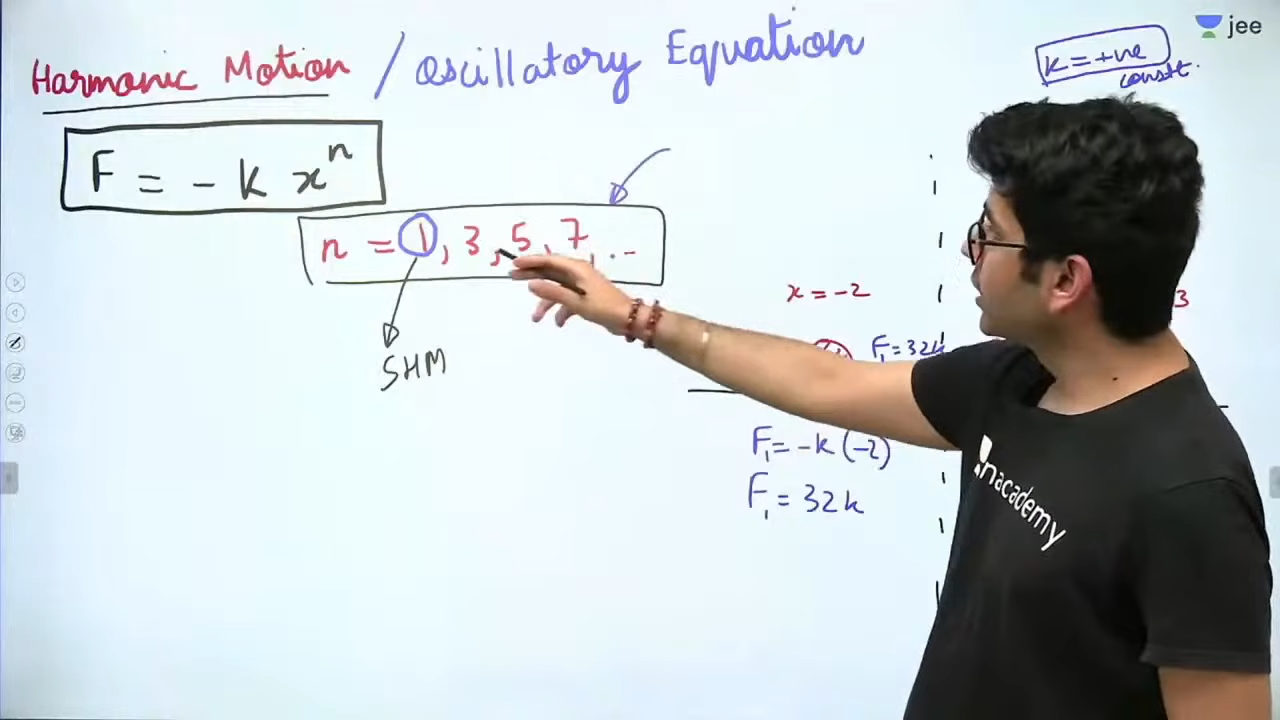 Harmonic Motion / Oscillatory Equation
jee
k = +ve
constt.
F = - k x^n
n = 1, 3, 5, 7, ...
SHM
x = -2
3
F₁ = 32k
F₁ = -k (-2)
F₁ = 32k
unacademy